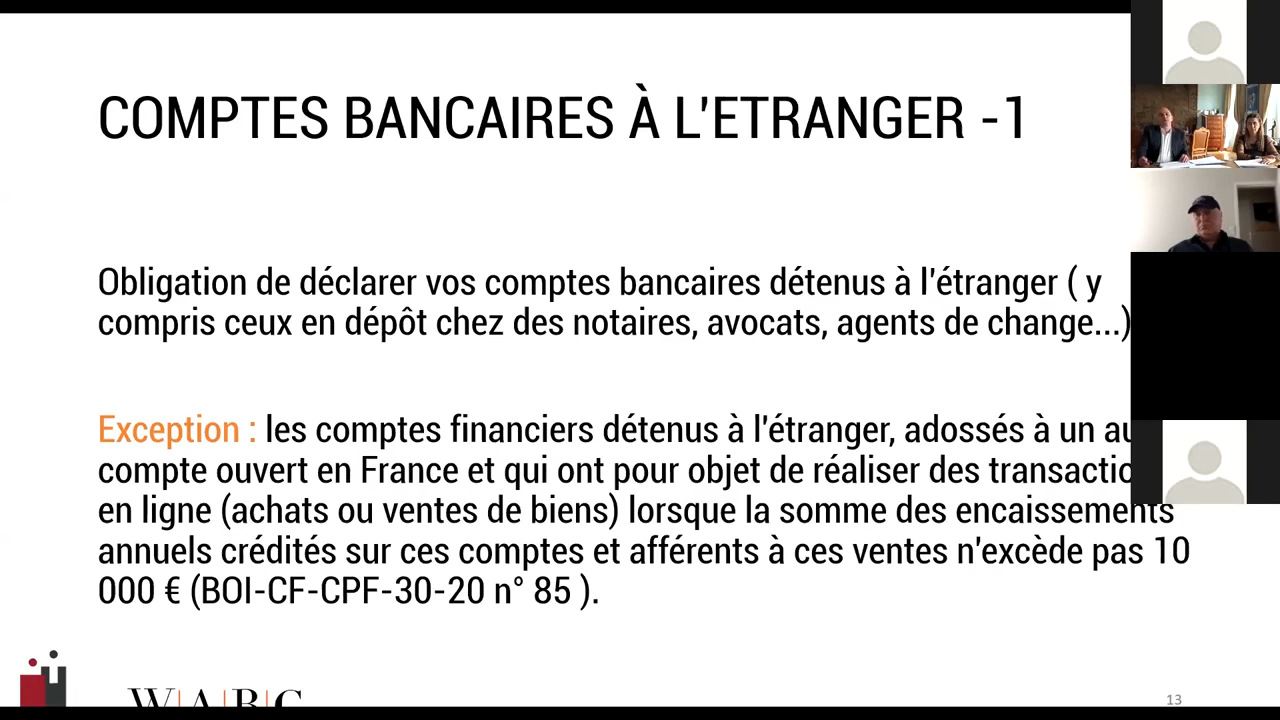 COMPTES BANCAIRES À L'ETRANGER -1
Obligation de déclarer vos comptes bancaires détenus à l'étranger ( y
compris ceux en dépôt chez des notaires, avocats, agents de change...)
Exception : les comptes financiers détenus à l'étranger, adossés à un
compte ouvert en France et qui ont pour objet de réaliser des
en ligne (achats ou ventes de biens) lorsque la somme des encaissements
annuels crédités sur ces comptes et afférents à ces ventes n'excède pas 10
000 € (BOI-CF-CPF-30-20 n° 85 ).
W|A|B|C
13